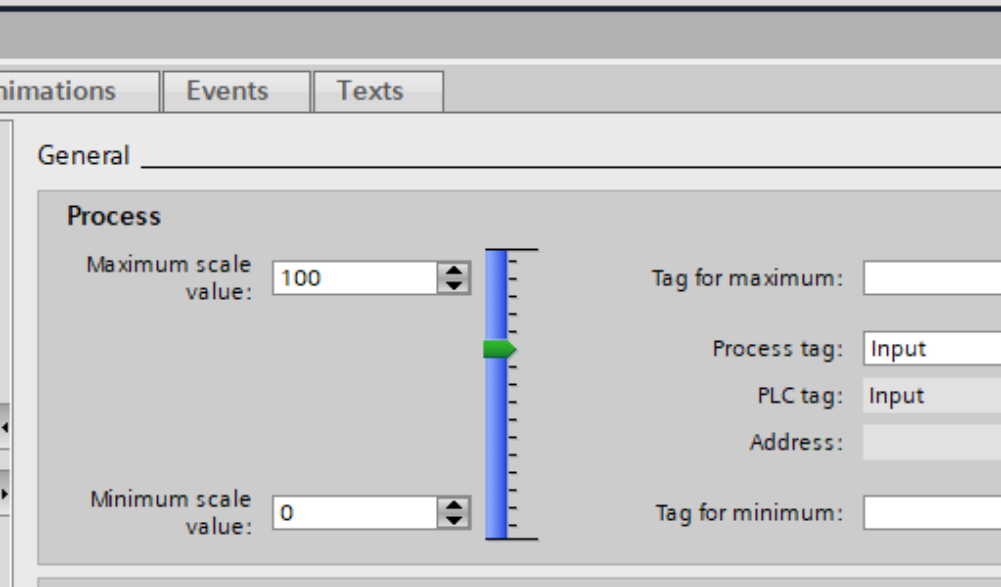 nimations Events Texts
General
Process
Maximum scale value: 100
Tag for maximum:
Process tag: Input
PLC tag: Input
Address:
Minimum scale value: 0
Tag for minimum: